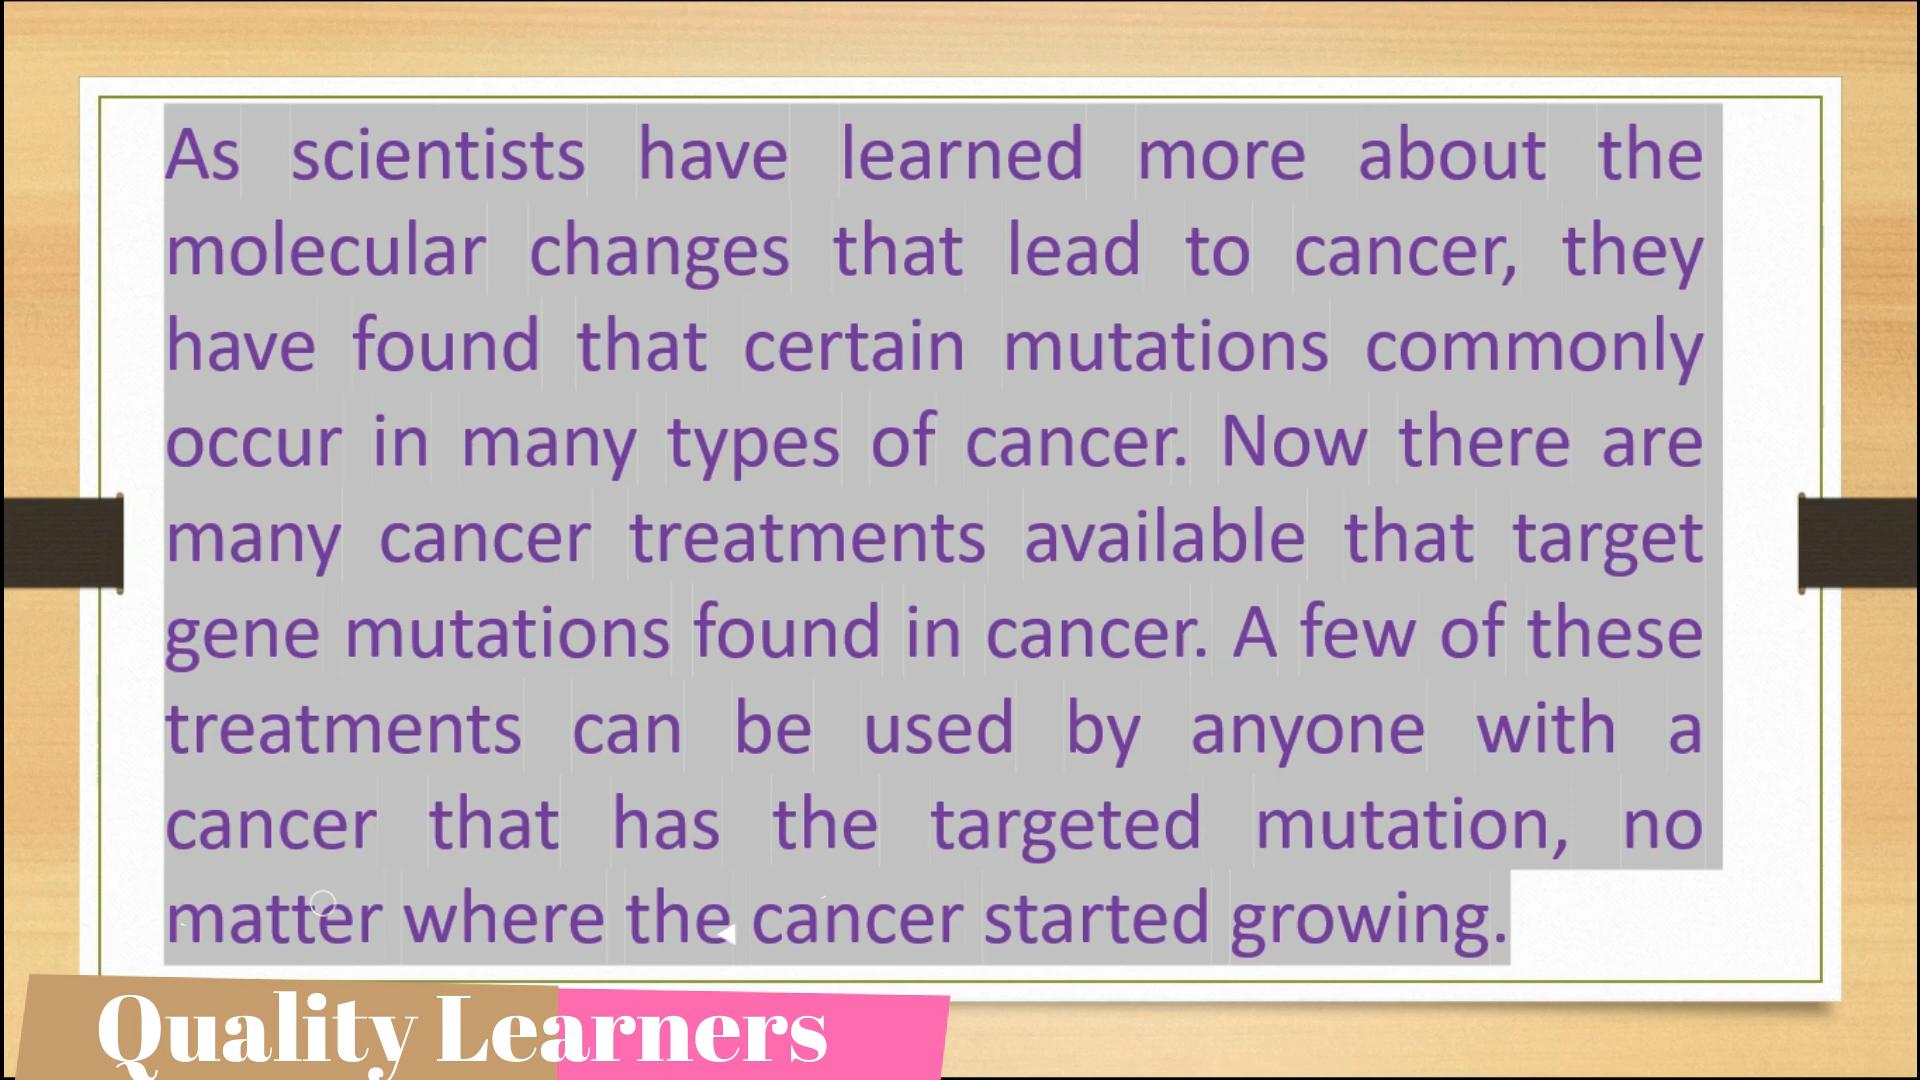 As scientists have learned more about the
molecular changes that lead to cancer, they
have found that certain mutations commonly
occur in many types of cancer. Now there are
many cancer treatments available that target
gene mutations found in cancer. A few of these
treatments can be used by anyone with a
cancer that has the targeted mutation, no
matter where the cancer started growing.
Quality Learners